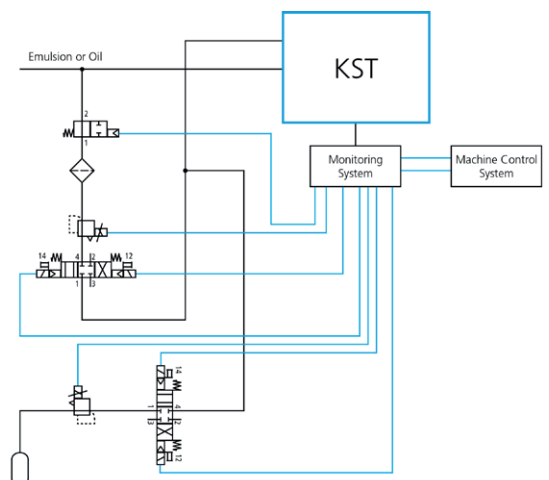 Emulsion or Oil
KST
Monitoring
System
Machine Control
System
2
1
14
4
2
12
1
3
14
1
4
3
2
12